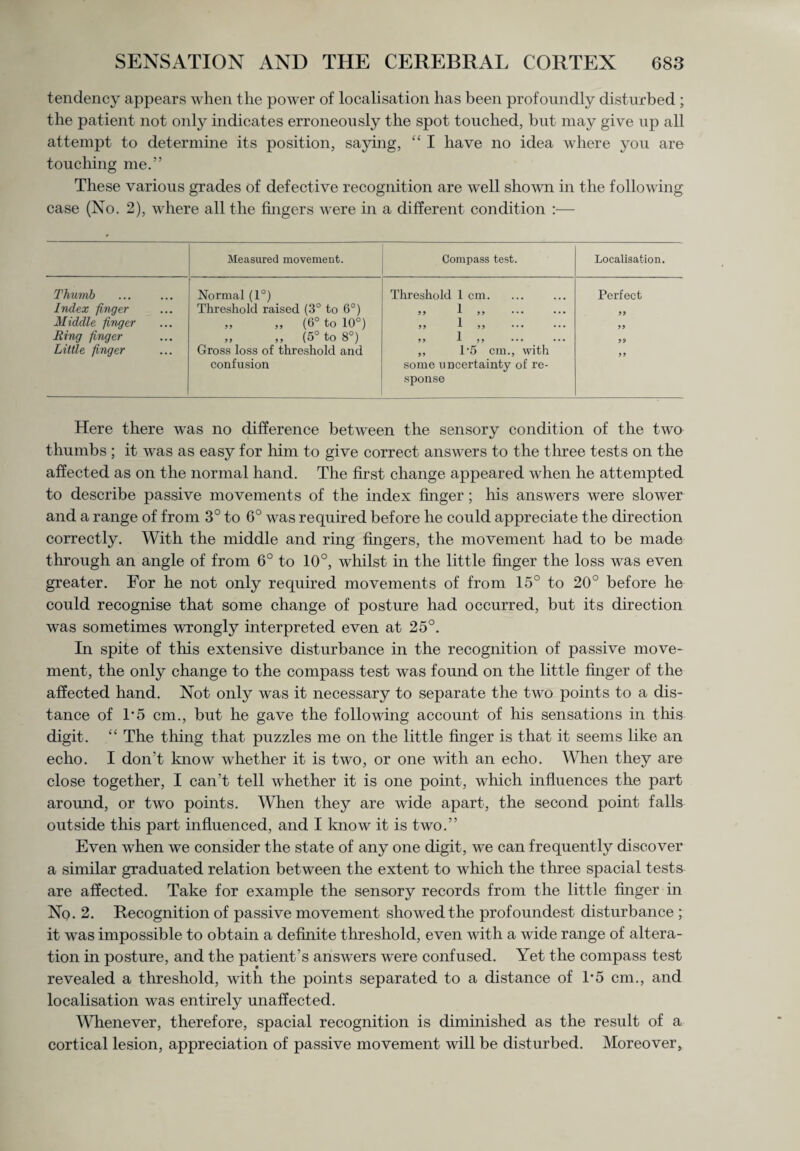 SENSATION AND THE CEREBRAL CORTEX 683
tendency appears when the power of localisation has been profoundly disturbed ;
the patient not only indicates erroneously the spot touched, but may give up all
attempt to determine its position, saying, “ I have no idea where you are
touching me.”
These various grades of defective recognition are well shown in the following
case (No. 2), where all the fingers were in a different condition :—
Measured movement. Compass test. Localisation.
Thumb ... ... Normal (1°) Threshold 1 cm. ... ... Perfect
Index finger ... Threshold raised (3° to 6°) ,, 1 ,, ... ... ,,
Middle finger ... ,, ,, (6° to 10°) ,, 1 ,, ... ... ,,
Ring finger ... ,, ,, (5° to 8°) ,, 1 ,, ... ... ,,
Little finger ... Gross loss of threshold and ,, 1·5 cm., with ,,
confusion some uncertainty of re-
sponse
Here there was no difference between the sensory condition of the two
thumbs ; it was as easy for him to give correct answers to the three tests on the
affected as on the normal hand. The first change appeared when he attempted
to describe passive movements of the index finger ; his answers were slower
and a range of from 3° to 6° was required before he could appreciate the direction
correctly. With the middle and ring fingers, the movement had to be made
through an angle of from 6° to 10°, whilst in the little finger the loss was even
greater. For he not only required movements of from 15° to 20° before he
could recognise that some change of posture had occurred, but its direction
was sometimes wrongly interpreted even at 25°.
In spite of this extensive disturbance in the recognition of passive move-
ment, the only change to the compass test was found on the little finger of the
affected hand. Not only was it necessary to separate the two points to a dis-
tance of 1·5 cm., but he gave the following account of his sensations in this
digit. “ The thing that puzzles me on the little finger is that it seems like an
echo. I don’t know whether it is two, or one with an echo. When they are
close together, I can’t tell whether it is one point, which influences the part
around, or two points. When they are wide apart, the second point falls
outside this part influenced, and I know it is two.”
Even when we consider the state of any one digit, we can frequently discover
a similar graduated relation between the extent to which the three spacial tests
are affected. Take for example the sensory records from the little finger in
No. 2. Recognition of passive movement showed the profoundest disturbance ;
it was impossible to obtain a definite threshold, even with a wide range of altera-
tion in posture, and the patient’s answers were confused. Yet the compass test
revealed a threshold, with the points separated to a distance of 1·5 cm., and
localisation was entirely unaffected.
Whenever, therefore, spacial recognition is diminished as the result of a
cortical lesion, appreciation of passive movement will be disturbed. Moreover,